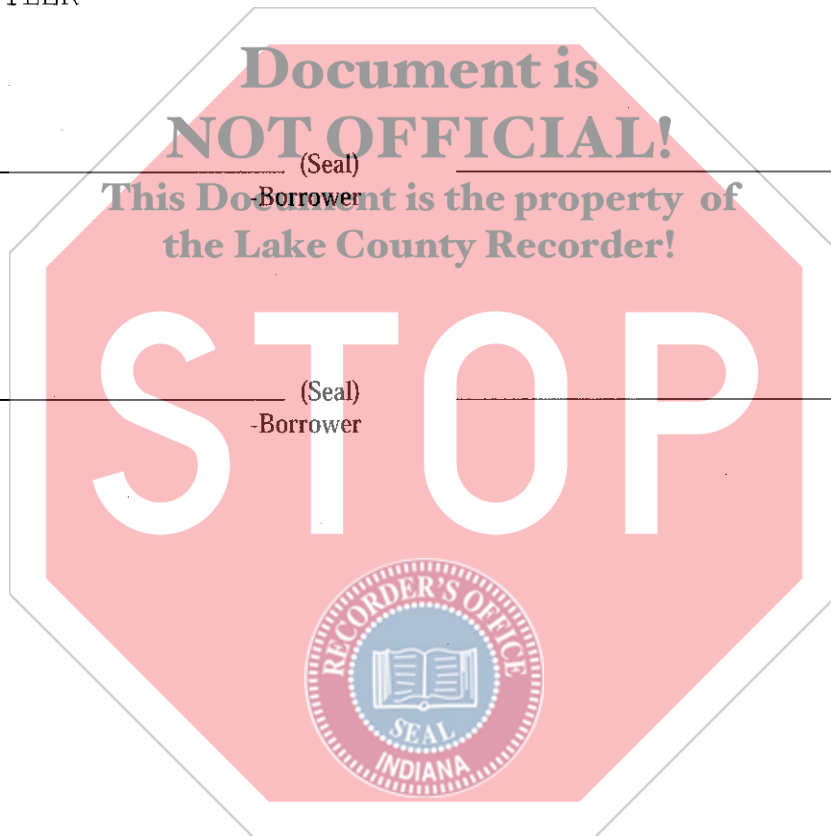 Document is
NOT OFFICIAL!
(Seal)
-Borrower
This Document is the property of
the Lake County Recorder!
STOP
(Seal)
-Borrower
RECORDER'S OFFICE
SEAL
INDIANA